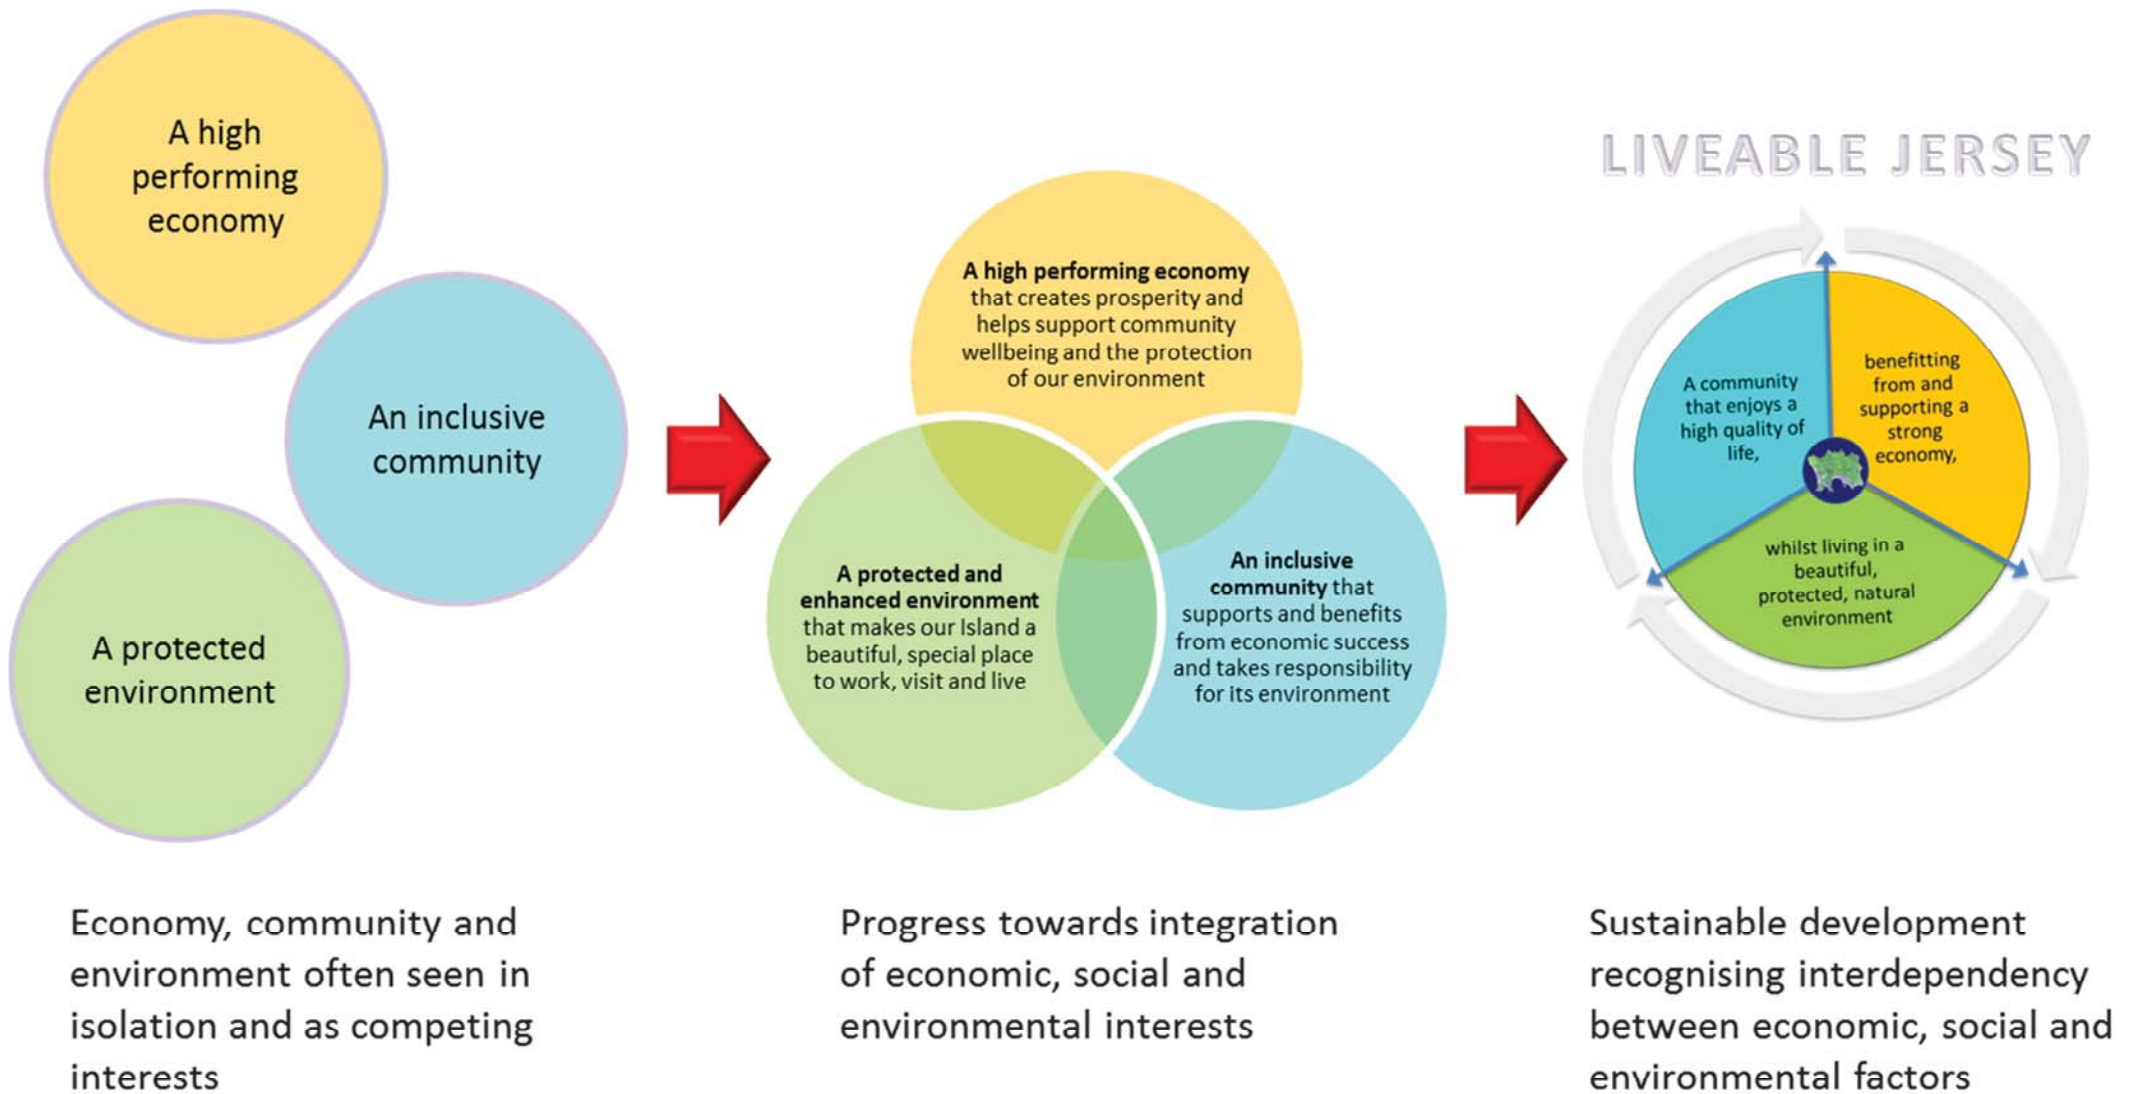 A high
performing
economy
An inclusive
community
A protected
environment
Economy, community and
environment often seen in
isolation and as competing
interests
A high performing economy
that creates prosperity and
helps support community
wellbeing and the protection
of our environment
A protected and
enhanced environment
that makes our Island a
beautiful, special place
to work, visit and live
An inclusive
community that
supports and benefits
from economic success
and takes responsibility
for its environment
Progress towards integration
of economic, social and
environmental interests
LIVEABLE JERSEY
A community
that enjoys a
high quality of
life,
benefitting
from and
supporting a
strong
economy,
whilst living in a
beautiful,
protected, natural
environment
Sustainable development
recognising interdependency
between economic, social and
environmental factors